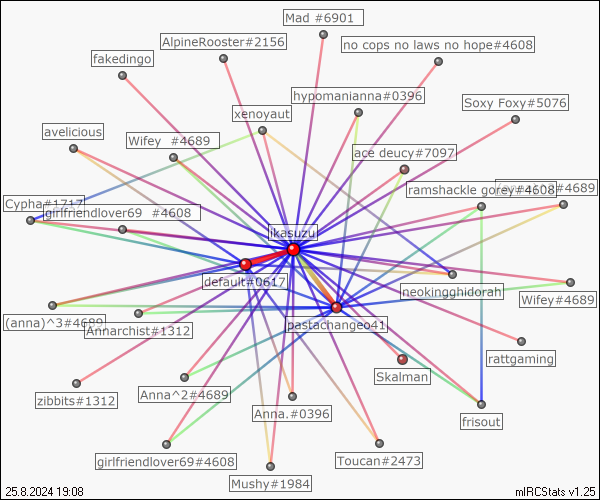 Mad #6901
AlpineRooster#2156
no cops no laws no hope#4608
fakedingo
hypomanianna#0396
Soxy Foxy#5076
xenoyaut
avelicious
Wifey #4689
ace deucy#7097
ramshackle gorey#4608
#4689
Cypha#1717
girlfriendlover69 #4608
ikasuzu
default#0617
neokingghidorah
Wifey#4689
(anna)^3#4689
Annarchist#1312
pastachangeo41
rattgaming
Skalman
zibbits#1312
Anna^2#4689
Anna.#0396
frisout
girlfriendlover69#4608
Toucan#2473
Mushy#1984
25.8.2024 19:08
mIRCStats v1.25